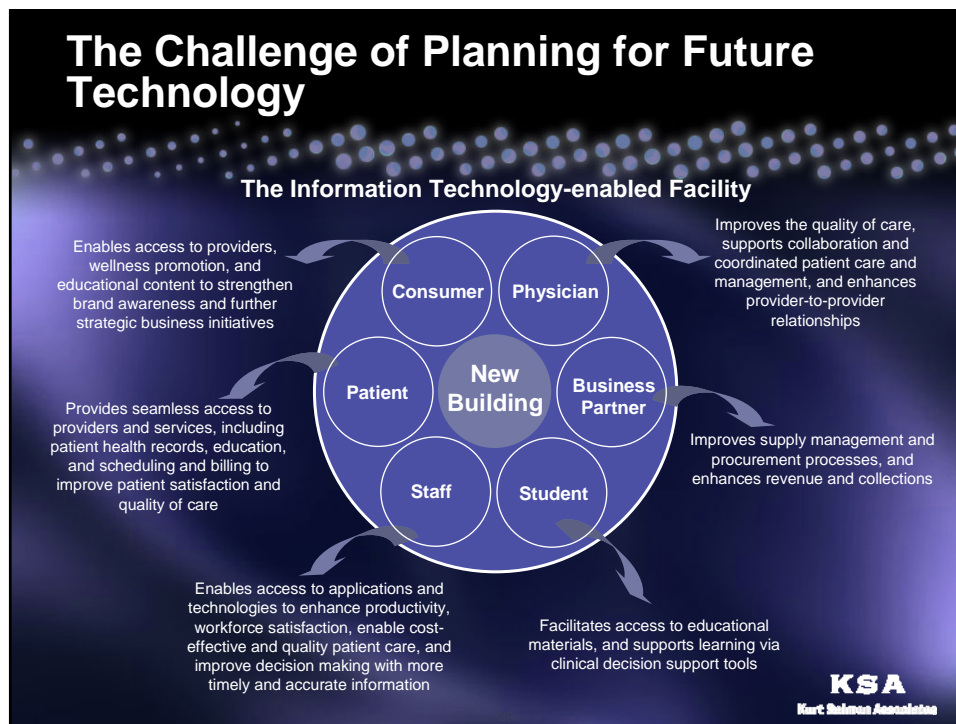 The Challenge of Planning for Future
Technology
The Information Technology-enabled Facility
Enables access to providers,
wellness promotion, and
educational content to strengthen
brand awareness and further
strategic business initiatives
Consumer
Physician
Improves the quality of care,
supports collaboration and
coordinated patient care and
management, and enhances
provider-to-provider
relationships
Patient
New
Building
Business
Partner
Provides seamless access to
providers and services, including
patient health records, education,
and scheduling and billing to
improve patient satisfaction and
quality of care
Improves supply management and
procurement processes, and
enhances revenue and collections
Staff
Student
Enables access to applications and
technologies to enhance productivity,
workforce satisfaction, enable cost-
effective and quality patient care, and
improve decision making with more
timely and accurate information
Facilitates access to educational
materials, and supports learning via
clinical decision support tools
KSA
Kurt Salmon Associates